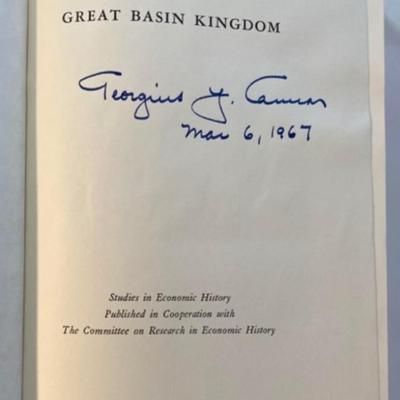 GREAT BASIN KINGDOM
Georgius Y. Cannon
Mar 6, 1967
Studies in Economic History
Published in Cooperation with
The Committee on Research in Economic History